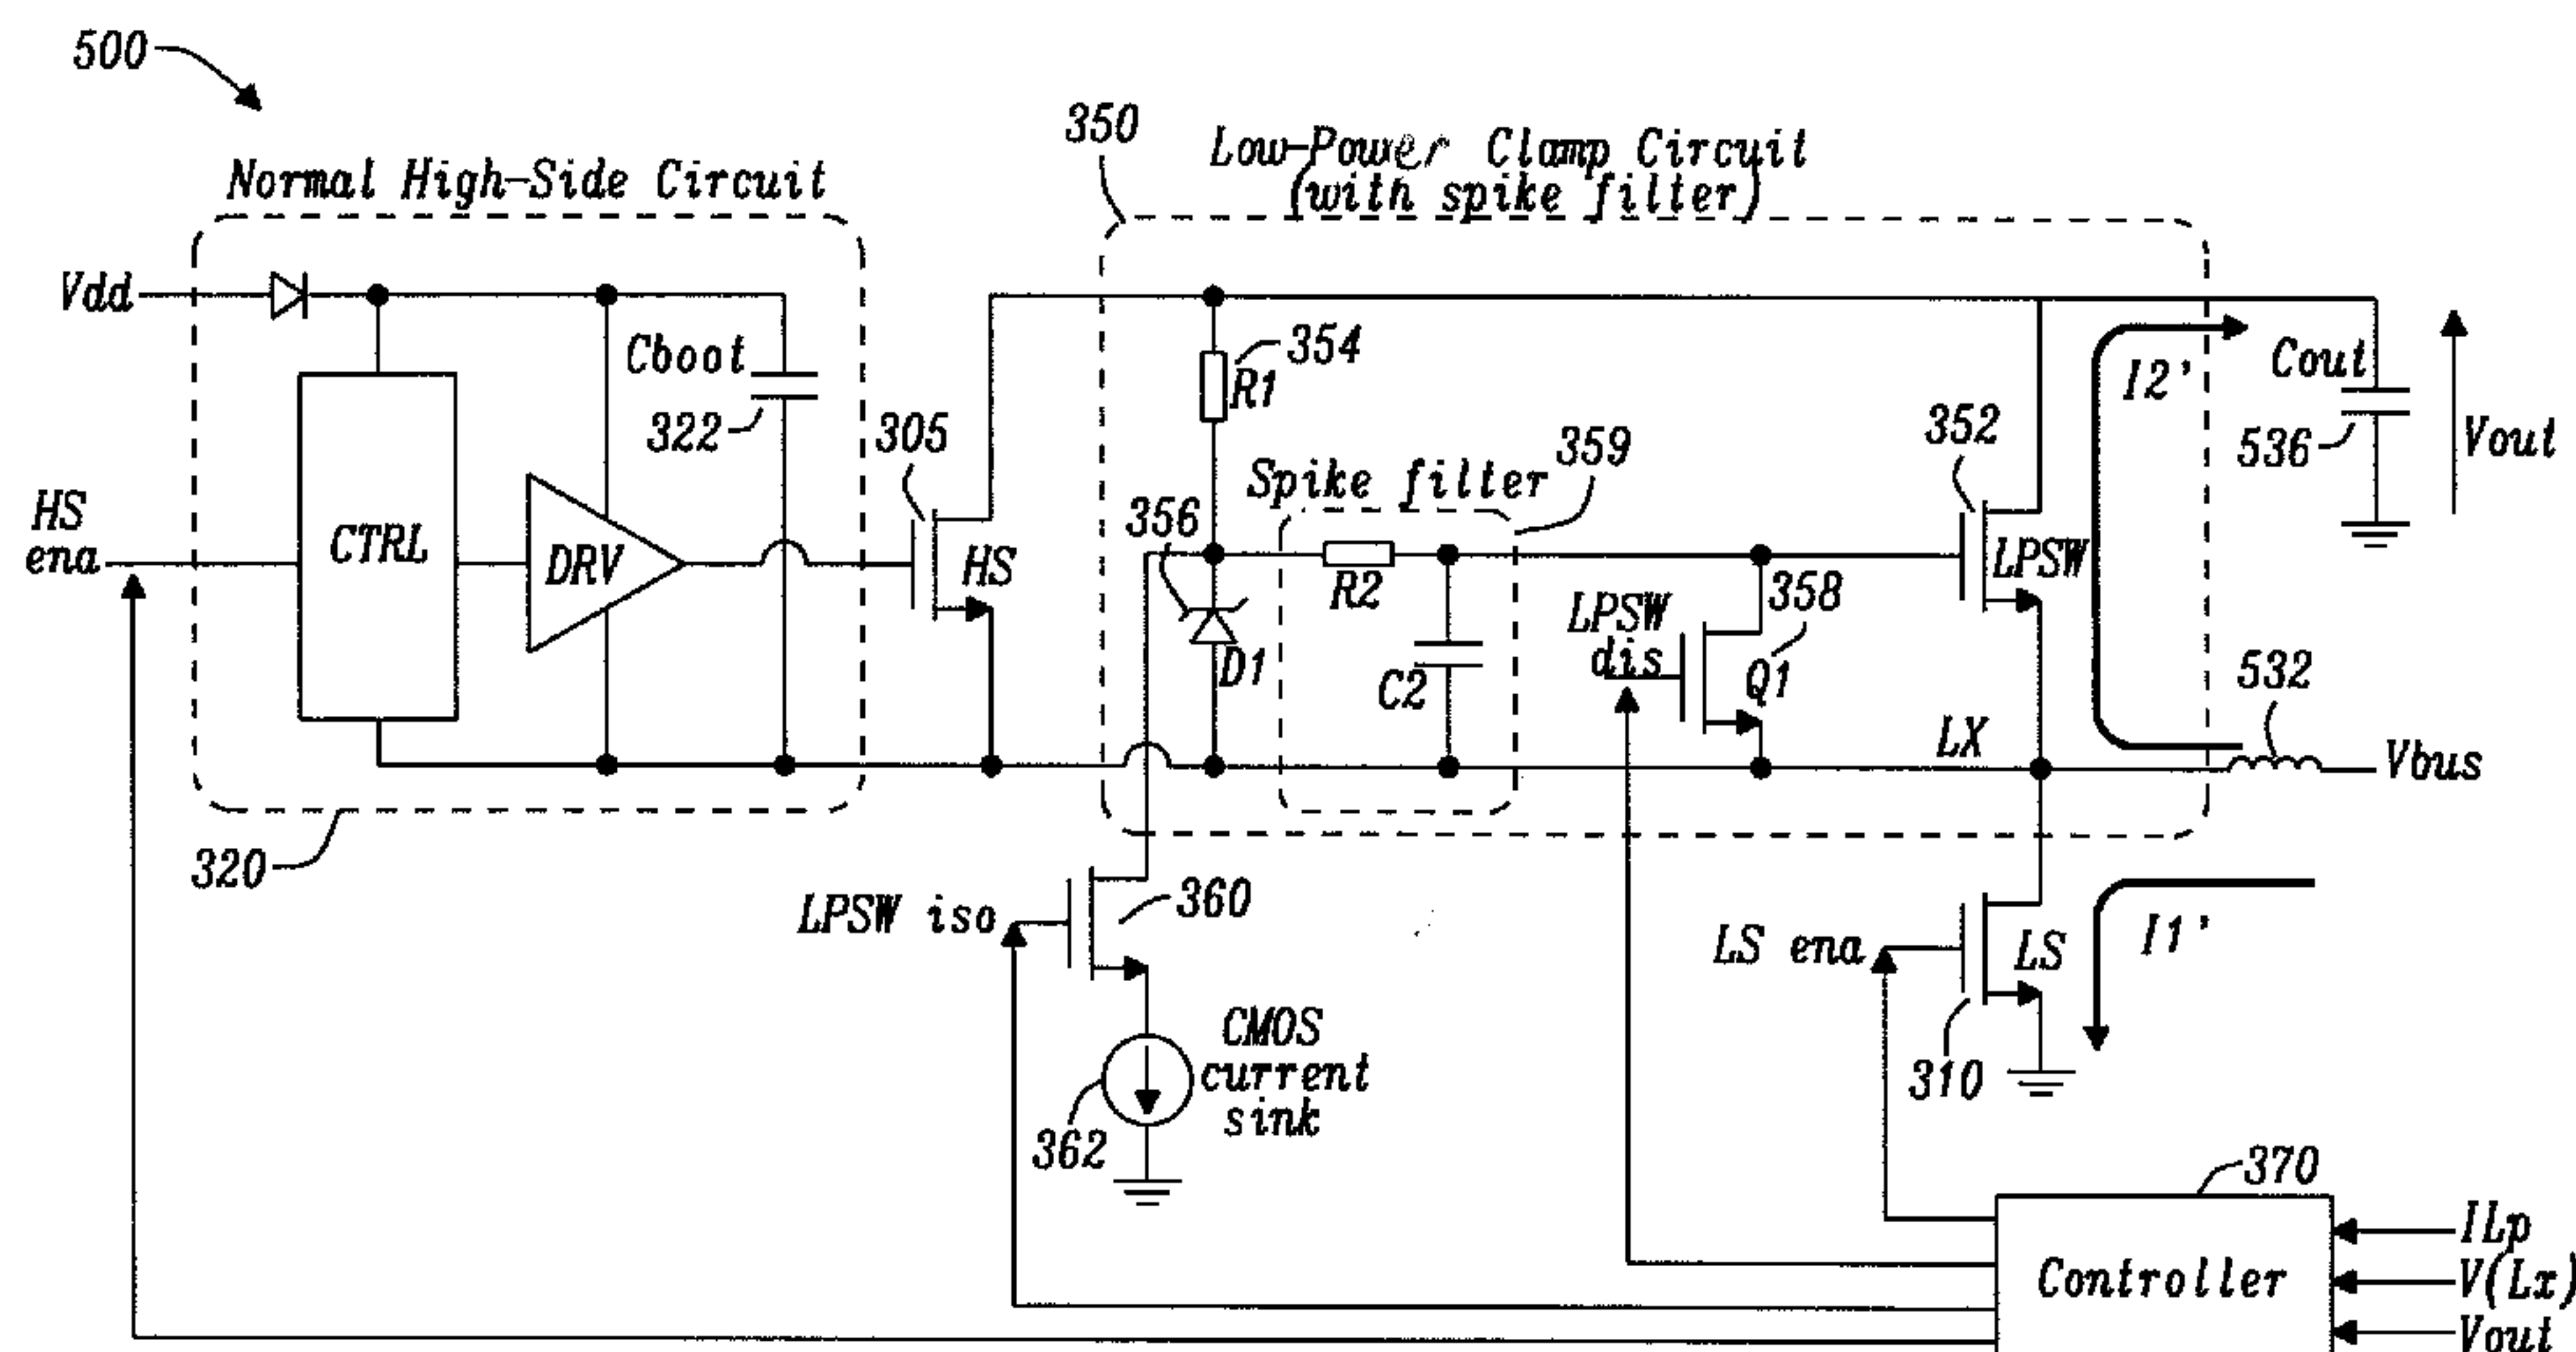 500
350
Low-Power Clamp Circuit
(with spike filter)
Normal High-Side Circuit
Vdd
Cboot
322
305
354
R1
I2'
Cout
536
Vout
352
359
Spike filter
356
HS
ena
CTRL
DRV
HS
R2
LPSW
358
LPSW
dis
D1
C2
Q1
532
LX
Vbus
320
LPSW iso
360
LS ena
LS
I1'
CMOS
current
sink
310
362
370
ILp
Controller
V(Lx)
Vout